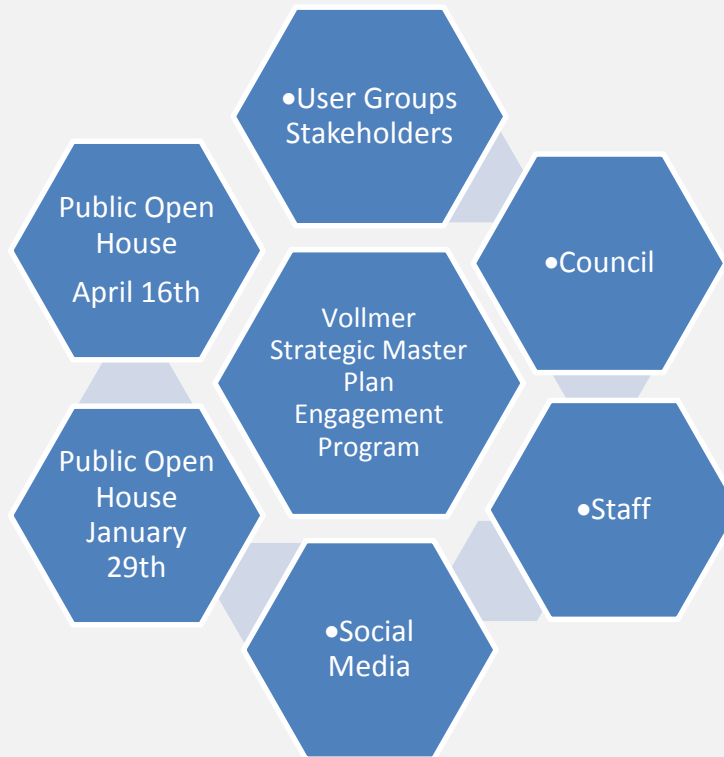 •User Groups
Stakeholders
•Council
•Staff
•Social
Media
Public Open
House
January
29th
Public Open
House
April 16th
Vollmer
Strategic Master
Plan
Engagement
Program